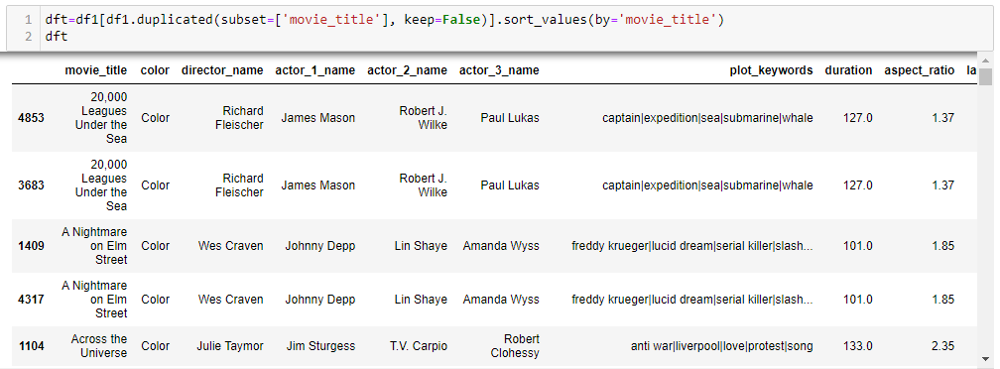 1 dft=df1[df1.duplicated(subset=['movie_title'], keep=False)].sort_values(by='movie_title')
2 dft
movie_title color director_name actor_1_name actor_2_name actor_3_name plot_keywords duration aspect_ratio la
4853 20,000 Leagues Under the Sea Color Richard Fleischer James Mason Robert J. Wilke Paul Lukas captain|expedition|sea|submarine|whale 127.0 1.37
3683 20,000 Leagues Under the Sea Color Richard Fleischer James Mason Robert J. Wilke Paul Lukas captain|expedition|sea|submarine|whale 127.0 1.37
1409 A Nightmare on Elm Street Color Wes Craven Johnny Depp Lin Shaye Amanda Wyss freddy krueger|lucid dream|serial killer|slash... 101.0 1.85
4317 A Nightmare on Elm Street Color Wes Craven Johnny Depp Lin Shaye Amanda Wyss freddy krueger|lucid dream|serial killer|slash... 101.0 1.85
1104 Across the Universe Color Julie Taymor Jim Sturgess T.V. Carpio Robert Clohessy anti war|liverpool|love|protest|song 133.0 2.35